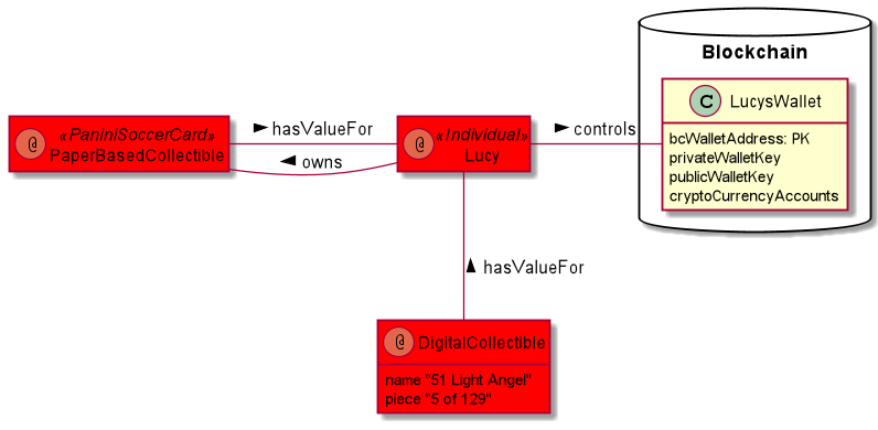 Blockchain
@ «PaniniSoccerCard»
PaperBasedCollectible
hasValueFor
owns
@ «Individual»
Lucy
controls
C LucysWallet
bcWalletAddress: PK
privateWalletKey
publicWalletKey
cryptoCurrencyAccounts
hasValueFor
@ DigitalCollectible
name "51 Light Angel"
piece "5 of 129"